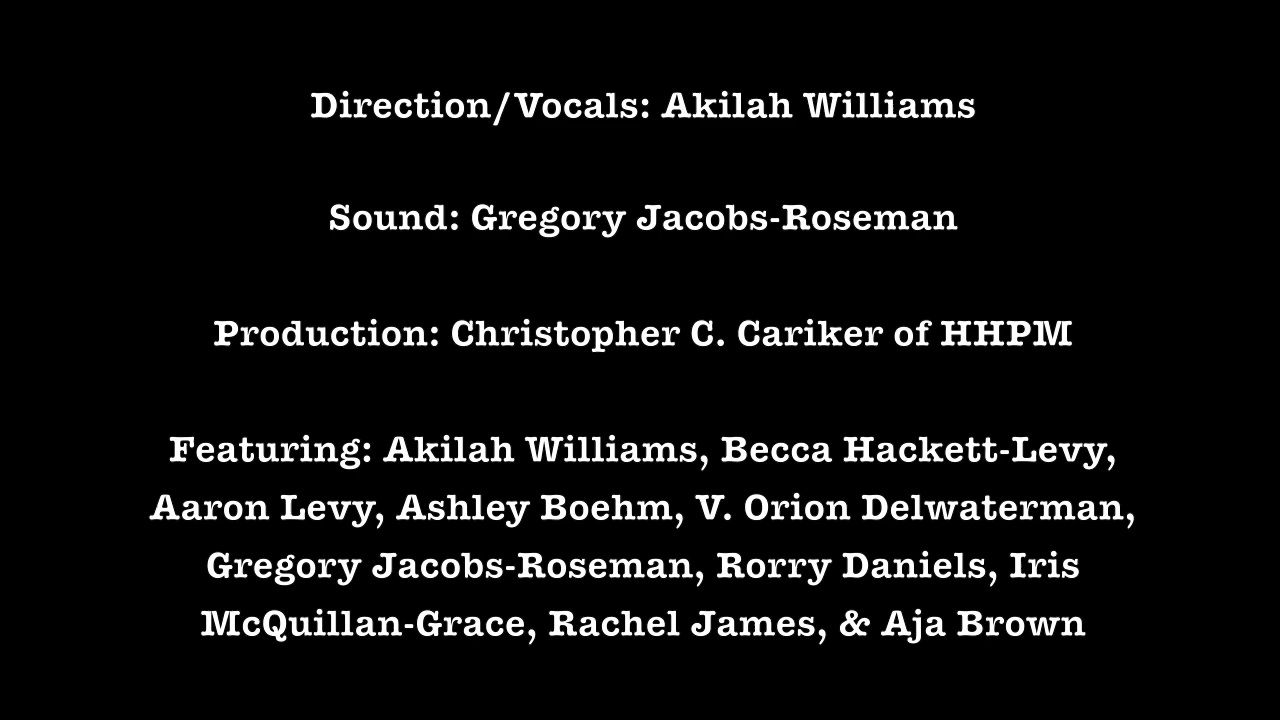 Direction/Vocals: Akilah Williams
Sound: Gregory Jacobs-Roseman
Production: Christopher C. Cariker of HHPM
Featuring: Akilah Williams, Becca Hackett-Levy,
Aaron Levy, Ashley Boehm, V. Orion Delwaterman,
Gregory Jacobs-Roseman, Rorry Daniels, Iris
McQuillan-Grace, Rachel James, & Aja Brown